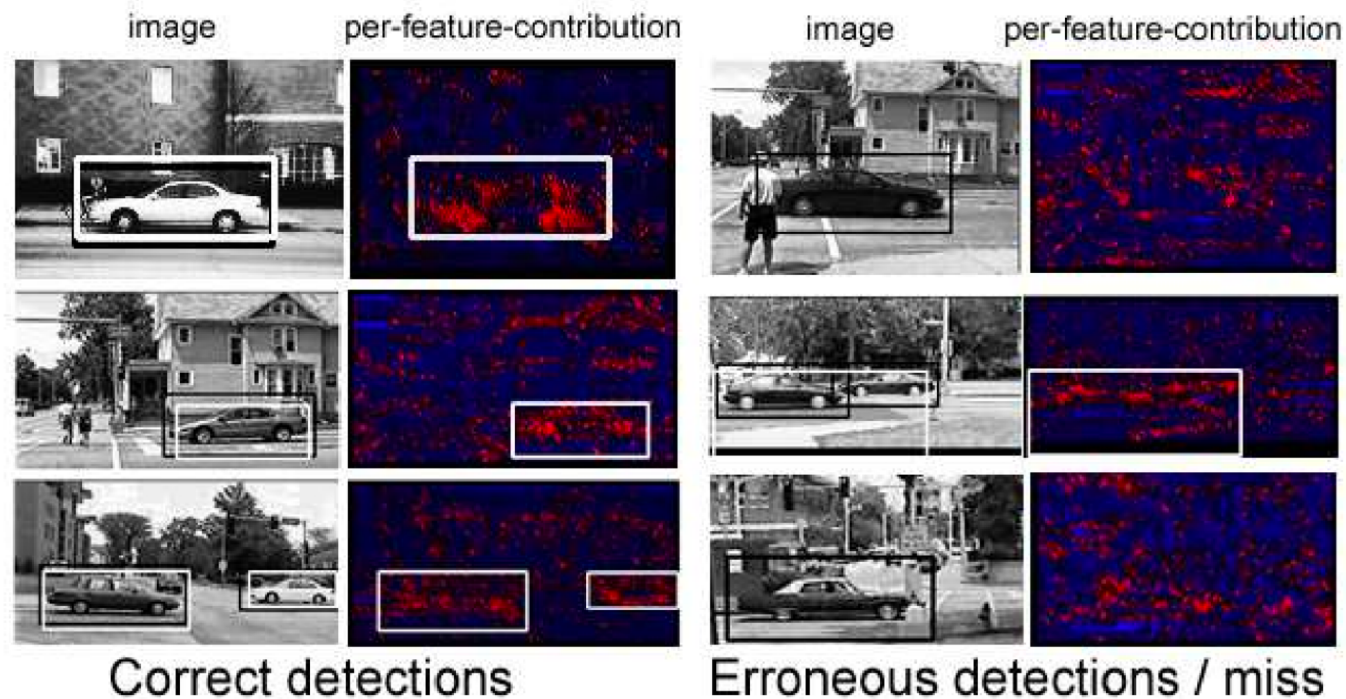 image per-feature-contribution image per-feature-contribution
Correct detections Erroneous detections / miss